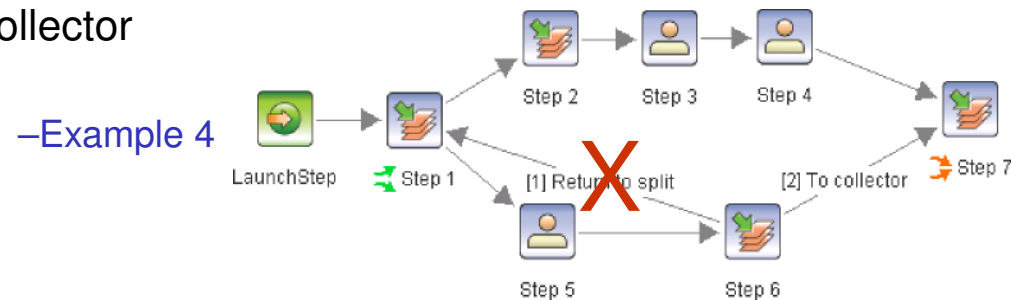 ollector
–Example 4
LaunchStep
Step 1
Step 2
Step 3
Step 4
[1] Return to split
[2] To collector
Step 7
Step 5
Step 6
X